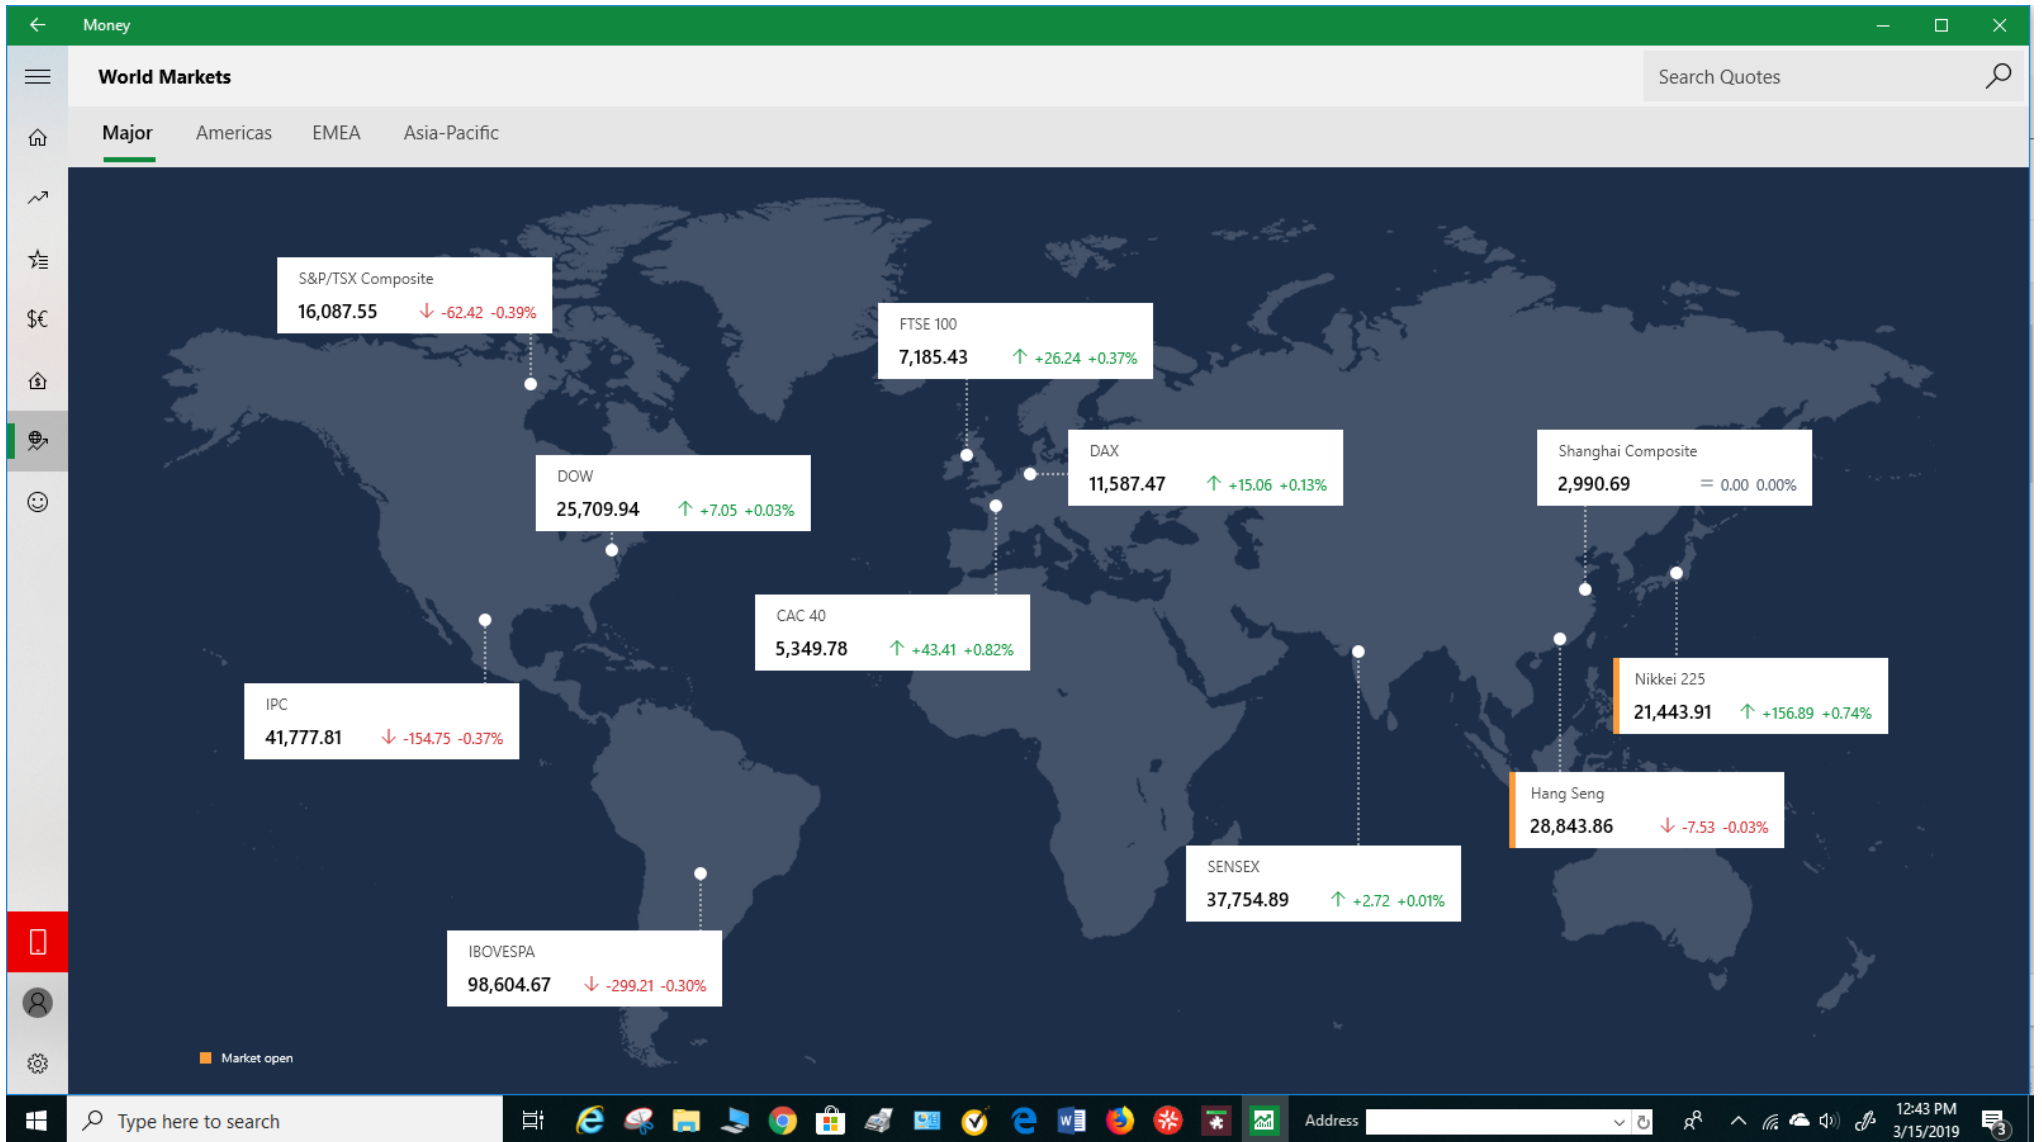 Money
World Markets
Search Quotes
Major Americas EMEA Asia-Pacific
S&P/TSX Composite
16,087.55 ↓ -62.42 -0.39%
FTSE 100
7,185.43 ↑ +26.24 +0.37%
DAX
11,587.47 ↑ +15.06 +0.13%
Shanghai Composite
2,990.69 = 0.00 0.00%
DOW
25,709.94 ↑ +7.05 +0.03%
CAC 40
5,349.78 ↑ +43.41 +0.82%
Nikkei 225
21,443.91 ↑ +156.89 +0.74%
IPC
41,777.81 ↓ -154.75 -0.37%
Hang Seng
28,843.86 ↓ -7.53 -0.03%
SENSEX
37,754.89 ↑ +2.72 +0.01%
IBOVESPA
98,604.67 ↓ -299.21 -0.30%
Market open
Type here to search
Address
12:43 PM
3/15/2019
3